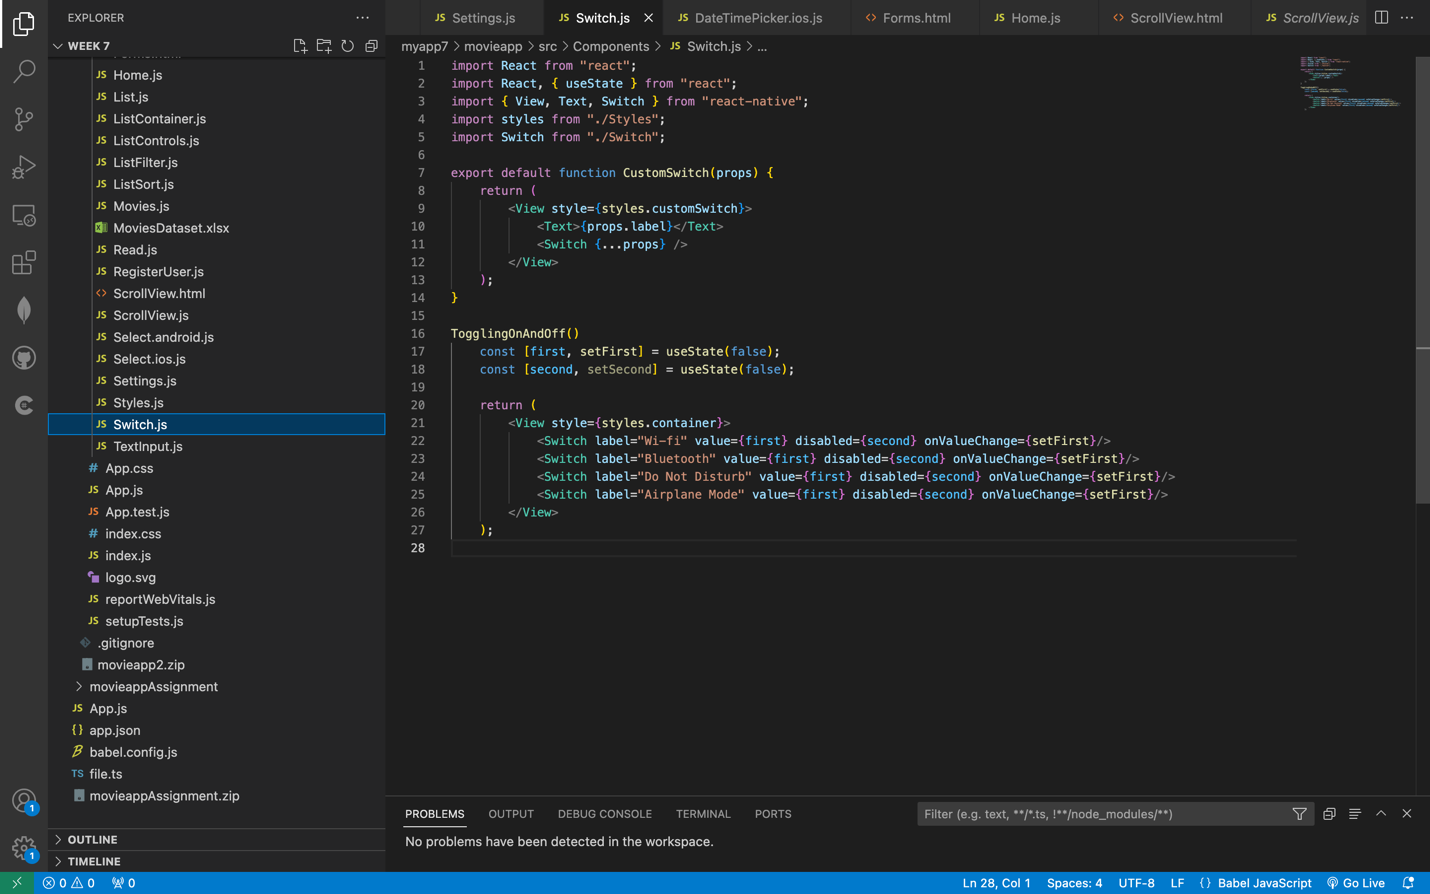 EXPLORER
WEEK 7
Home.js
List.js
ListContainer.js
ListControls.js
ListFilter.js
ListSort.js
Movies.js
MoviesDataset.xlsx
Read.js
RegisterUser.js
ScrollView.html
ScrollView.js
Select.android.js
Select.ios.js
Settings.js
Styles.js
Switch.js
TextInput.js
App.css
App.js
App.test.js
index.css
index.js
logo.svg
reportWebVitals.js
setupTests.js
.gitignore
movieapp2.zip
movieappAssignment
App.js
app.json
babel.config.js
file.ts
movieappAssignment.zip
OUTLINE
TIMELINE
Settings.js
Switch.js
DateTimePicker.ios.js
Forms.html
Home.js
ScrollView.html
ScrollView.js
myapp7 > movieapp > src > Components > JS Switch.js > ...
1 import React from "react";
2 import React, { useState } from "react";
3 import { View, Text, Switch } from "react-native";
4 import styles from "./Styles";
5 import Switch from "./Switch";
6
7 export default function CustomSwitch(props) {
8 return (
9 <View style={styles.customSwitch}>
10 <Text>{props.label}</Text>
11 <Switch {...props} />
12 </View>
13 );
14 }
15
16 TogglingOnAndOff()
17 const [first, setFirst] = useState(false);
18 const [second, setSecond] = useState(false);
19
20 return (
21 <View style={styles.container}>
22 <Switch label="Wi-fi" value={first} disabled={second} onValueChange={setFirst}/>
23 <Switch label="Bluetooth" value={first} disabled={second} onValueChange={setFirst}/>
24 <Switch label="Do Not Disturb" value={first} disabled={second} onValueChange={setFirst}/>
25 <Switch label="Airplane Mode" value={first} disabled={second} onValueChange={setFirst}/>
26 </View>
27 );
28
PROBLEMS OUTPUT DEBUG CONSOLE TERMINAL PORTS
Filter (e.g. text, **/*.ts, !**/node_modules/**)
No problems have been detected in the workspace.
1
1
0 0 0
Ln 28, Col 1 Spaces: 4 UTF-8 LF {} Babel JavaScript Go Live